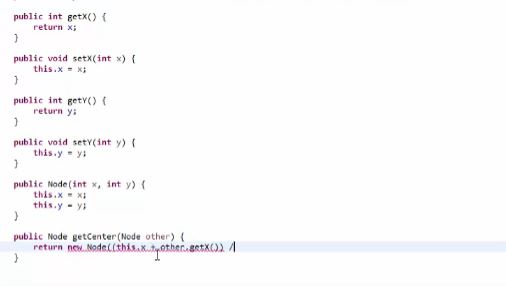 public int getX() {
return x;
}
public void setX(int x) {
this.x = x;
}
public int getY() {
return y;
}
public void setY(int y) {
this.y = y;
}
public Node(int x, int y) {
this.x = x;
this.y = y;
}
public Node getCenter(Node other) {
return new Node((this.x + other.getX()) /
}